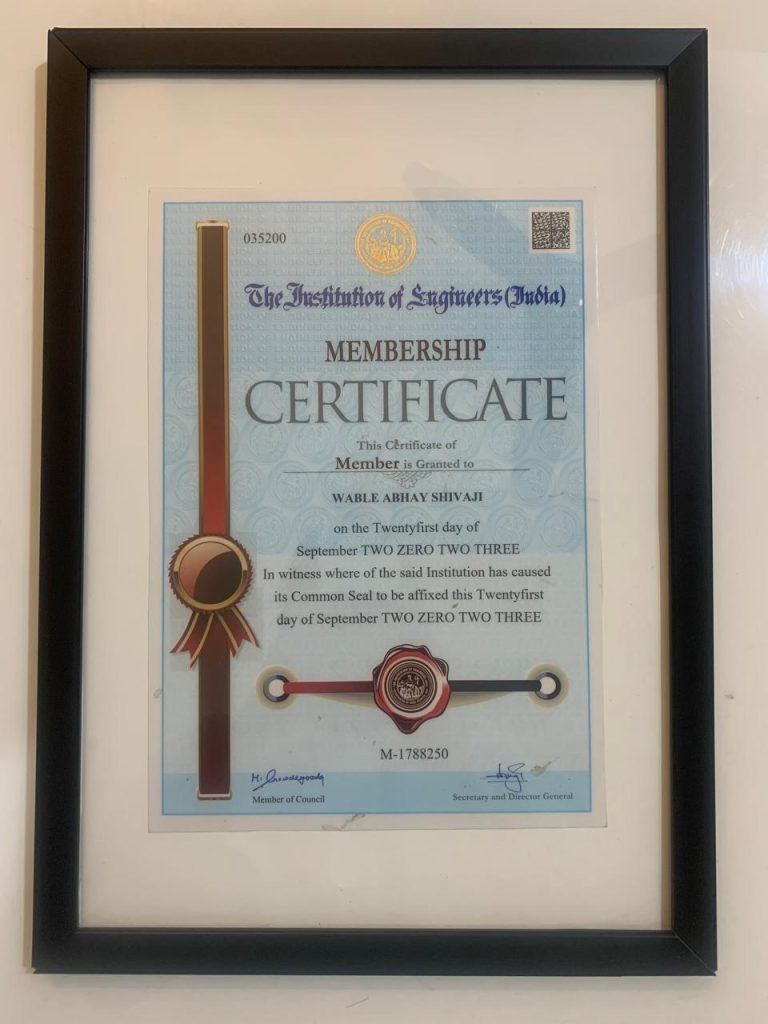 035200
The Institution of Engineers (India)
MEMBERSHIP
CERTIFICATE
This Certificate of
Member is Granted to
WABLE ABHAY SHIVAJI
on the Twentyfirst day of
September TWO ZERO TWO THREE
In witness where of the said Institution has caused
its Common Seal to be affixed this Twentyfirst
day of September TWO ZERO TWO THREE
M-1788250
Member of Council
Secretary and Director General